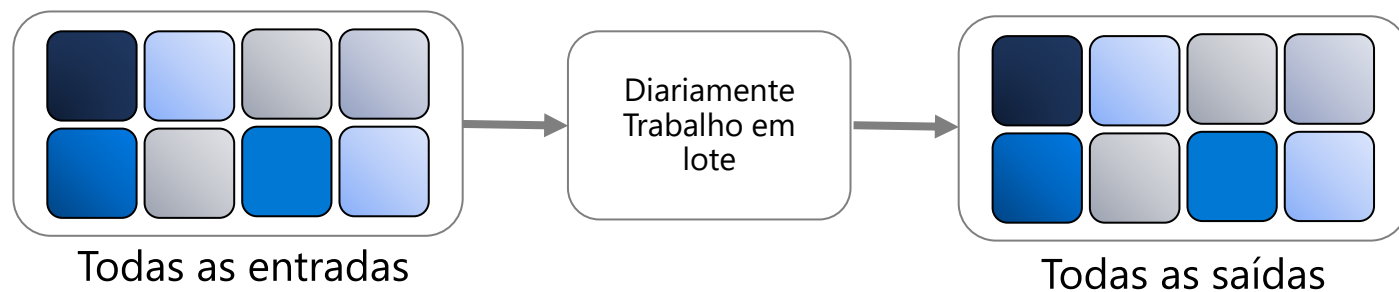 Diariamente
Trabalho em
lote
Todas as entradas
Todas as saídas